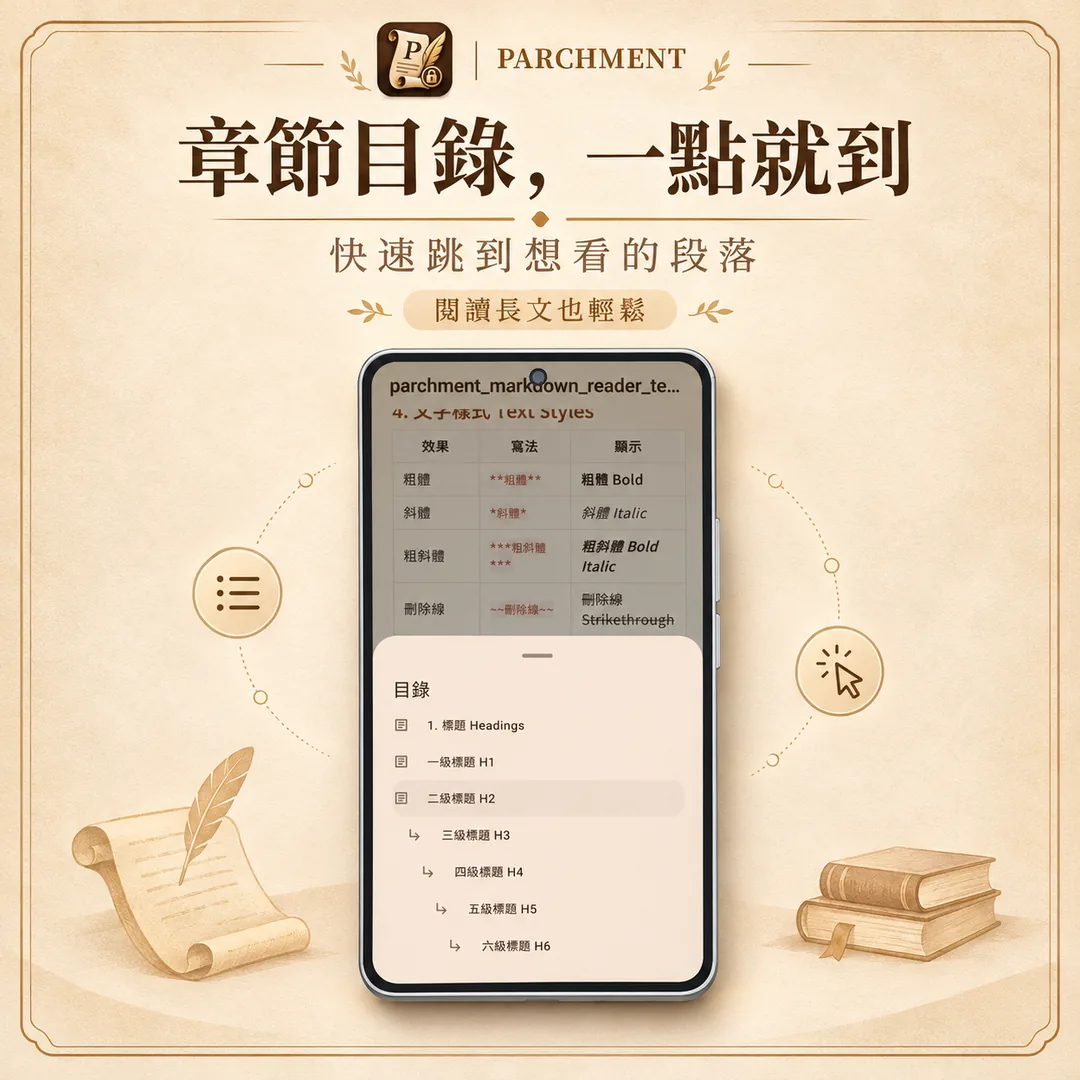 P
PARCHMENT
章節目錄，一點就到
快速跳到想看的段落
閱讀長文也輕鬆
parchment_markdown_reader_te...
4. 文字樣式 Text Styles
效果 寫法 顯示
粗體 **粗體** 粗體 Bold
斜體 *斜體* 斜體 Italic
粗斜體 ***粗斜體 粗斜體 Bold
*** Italic
刪除線 ~~刪除線~~ 刪除線
Strikethrough
目錄
1. 標題 Headings
一級標題 H1
二級標題 H2
三級標題 H3
四級標題 H4
五級標題 H5
六級標題 H6